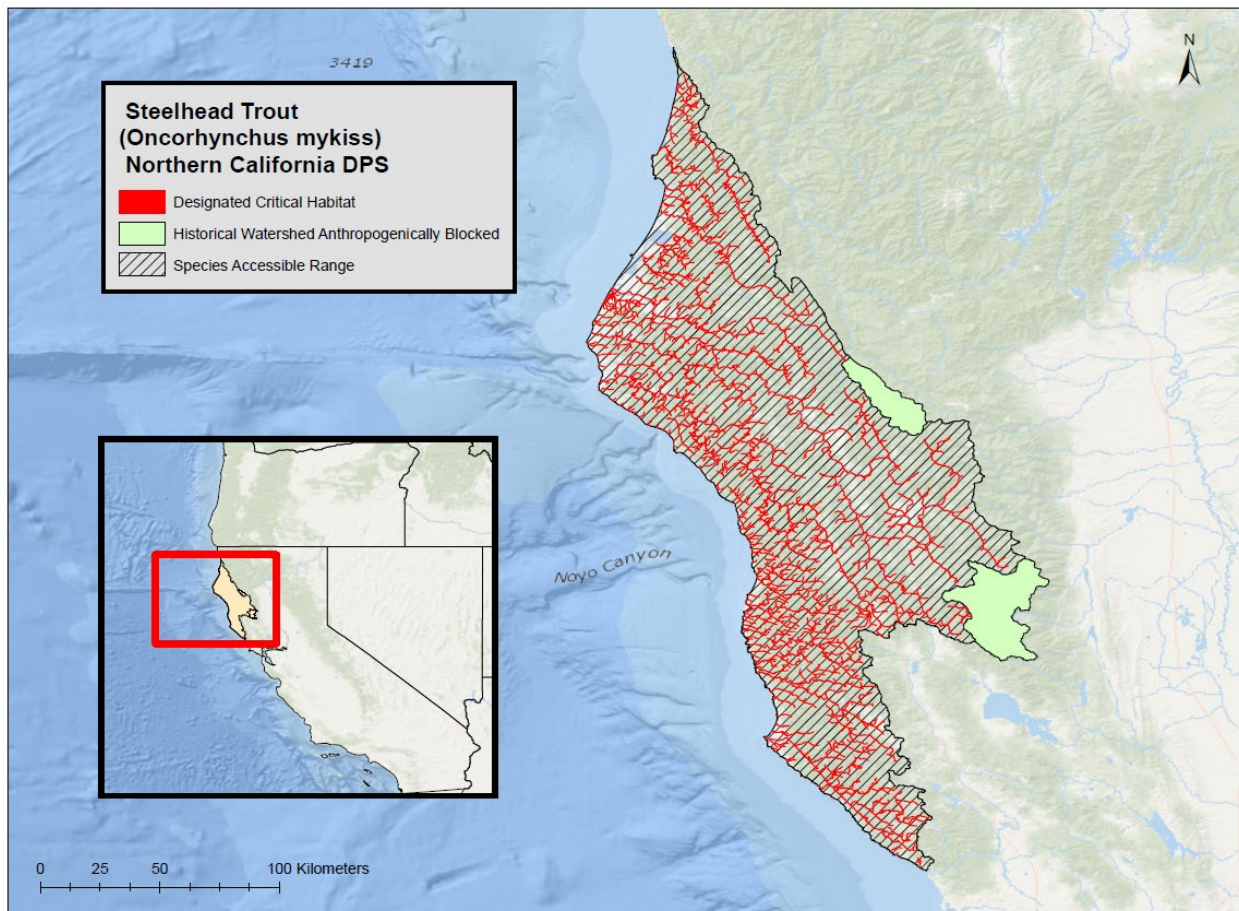 3419
N
Steelhead Trout
(Oncorhynchus mykiss)
Northern California DPS
Designated Critical Habitat
Historical Watershed Anthropogenically Blocked
Species Accessible Range
Noyo Canyon
0 25 50 100 Kilometers